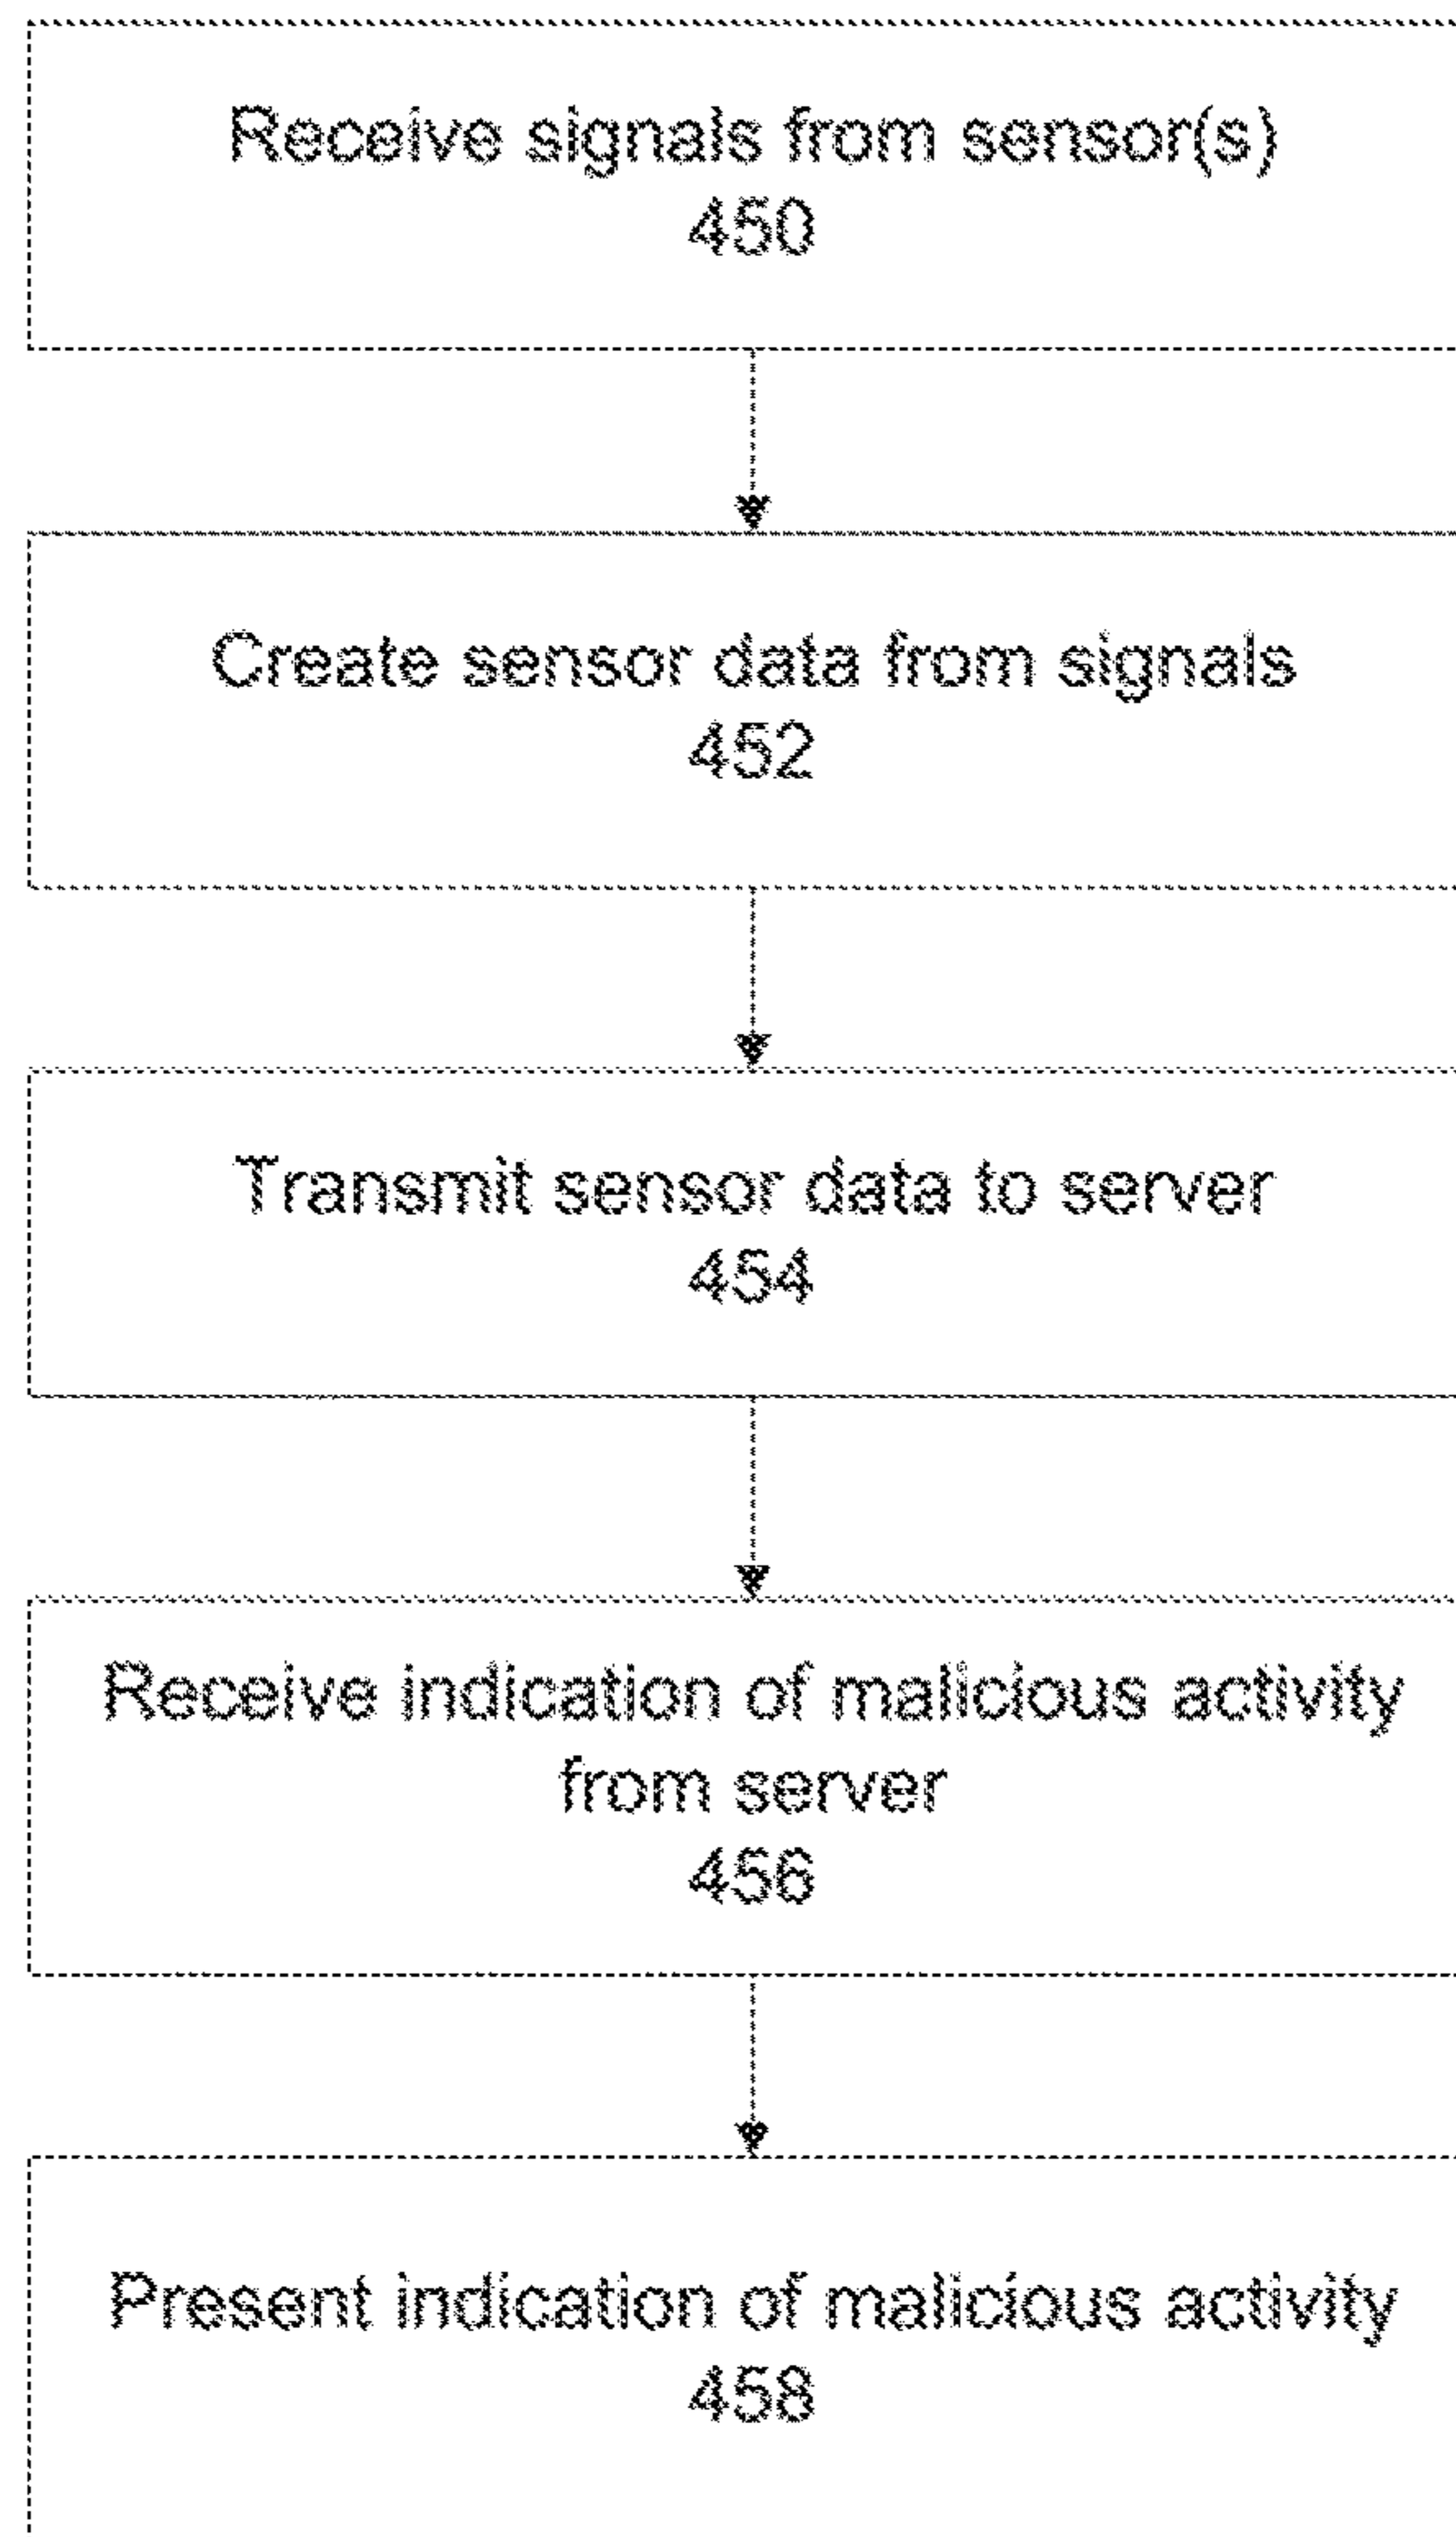 Receive signals from sensor(s)
450
Create sensor data from signals
452
Transmit sensor data to server
454
Receive indication of malicious activity
from server
456
Present indication of malicious activity
458